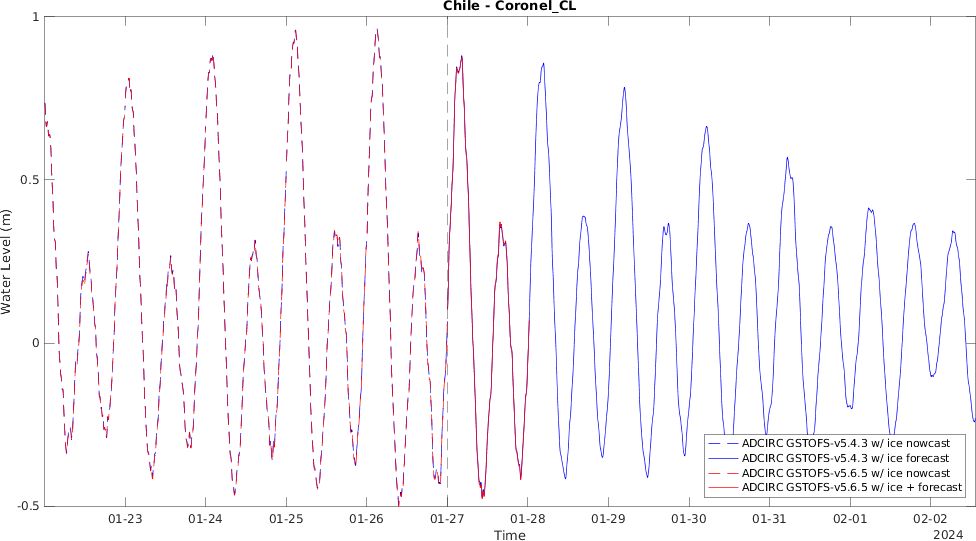 Chile - Coronel_CL
1
0.5
0
-0.5
Water Level (m)
01-23
01-24
01-25
01-26
01-27
01-28
01-29
01-30
01-31
02-01
02-02
Time
2024
ADCIRC GSTOFS-v5.4.3 w/ ice nowcast
ADCIRC GSTOFS-v5.4.3 w/ ice forecast
ADCIRC GSTOFS-v5.6.5 w/ ice nowcast
ADCIRC GSTOFS-v5.6.5 w/ ice + forecast